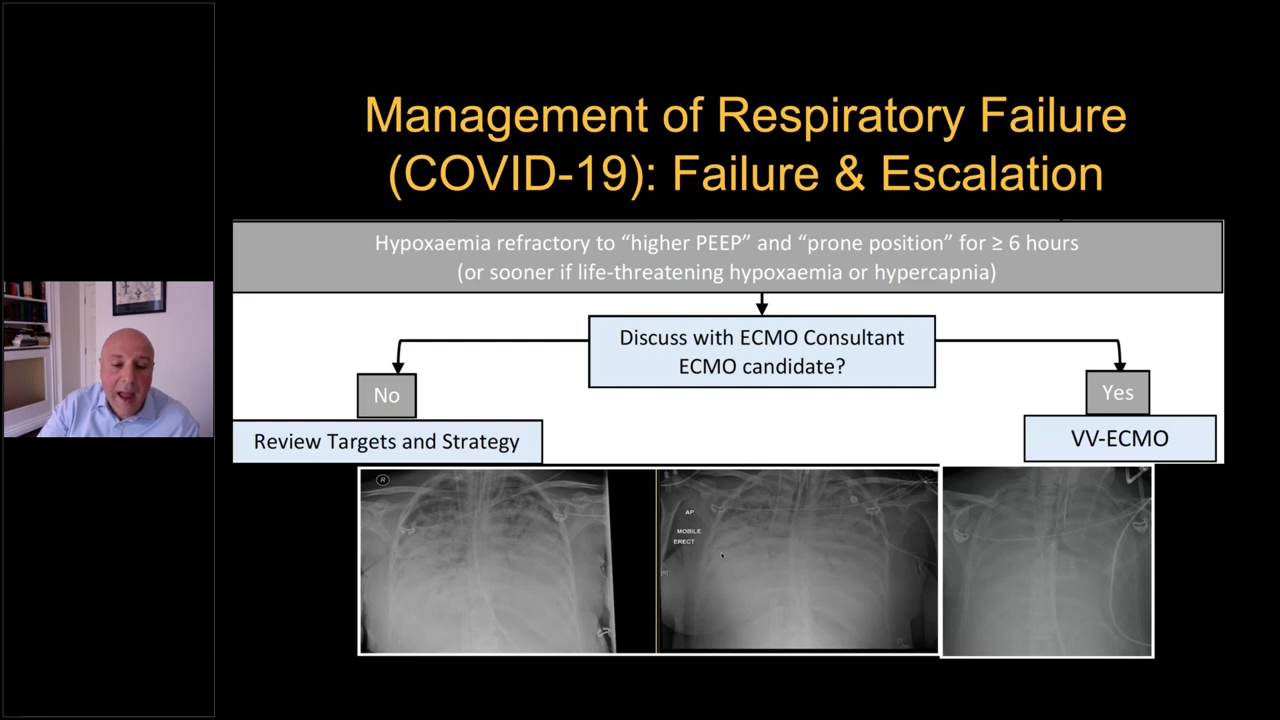 Management of Respiratory Failure
(COVID-19): Failure & Escalation
Hypoxaemia refractory to “higher PEEP” and “prone position” for ≥ 6 hours
(or sooner if life-threatening hypoxaemia or hypercapnia)
Discuss with ECMO Consultant
ECMO candidate?
No
Yes
Review Targets and Strategy
VV-ECMO
R
AP
MOBILE
ERECT